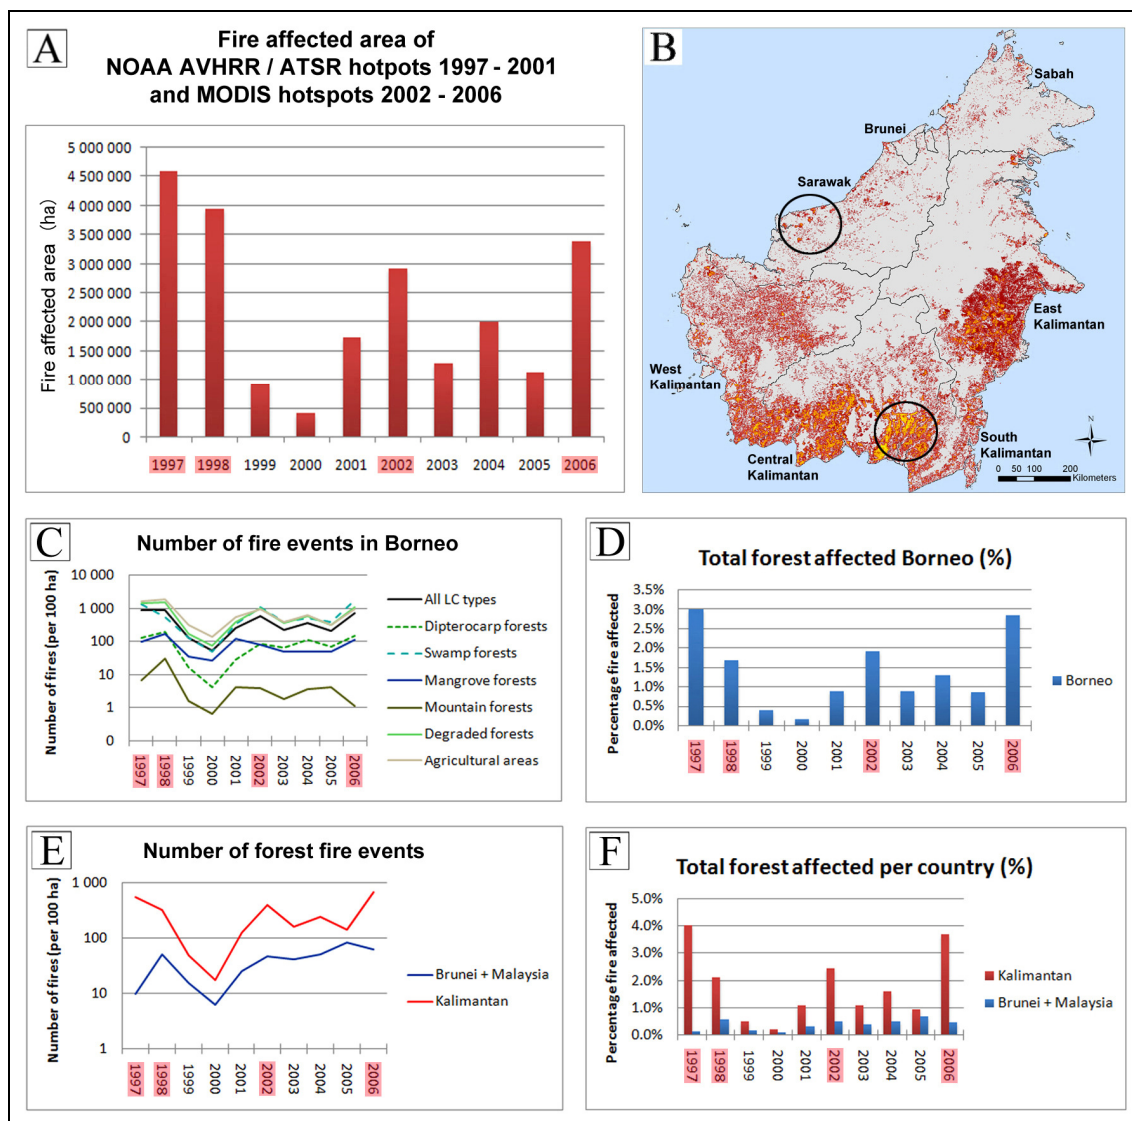 A
Fire affected area of
NOAA AVHRR / ATSR hotpots 1997 - 2001
and MODIS hotspots 2002 - 2006
Fire affected area (ha)
5 000 000
4 500 000
4 000 000
3 500 000
3 000 000
2 500 000
2 000 000
1 500 000
1 000 000
500 000
0
1997 1998 1999 2000 2001 2002 2003 2004 2005 2006
B
Sabah
Brunei
Sarawak
East
Kalimantan
West
Kalimantan
South
Kalimantan
Central
Kalimantan
N
0 50 100 200
Kilometers
C
Number of fire events in Borneo
Number of fires (per 100 ha)
10 000
1 000
100
10
1
0
1997 1998 1999 2000 2001 2002 2003 2004 2005 2006
All LC types
Dipterocarp forests
Swamp forests
Mangrove forests
Mountain forests
Degraded forests
Agricultural areas
D
Total forest affected Borneo (%)
Percentage fire affected
3.5%
3.0%
2.5%
2.0%
1.5%
1.0%
0.5%
0.0%
1997 1998 1999 2000 2001 2002 2003 2004 2005 2006
Borneo
E
Number of forest fire events
Number of fires (per 100 ha)
1 000
100
10
1
1997 1998 1999 2000 2001 2002 2003 2004 2005 2006
Brunei + Malaysia
Kalimantan
F
Total forest affected per country (%)
Percentage fire affected
5.0%
4.0%
3.0%
2.0%
1.0%
0.0%
1997 1998 1999 2000 2001 2002 2003 2004 2005 2006
Kalimantan
Brunei + Malaysia